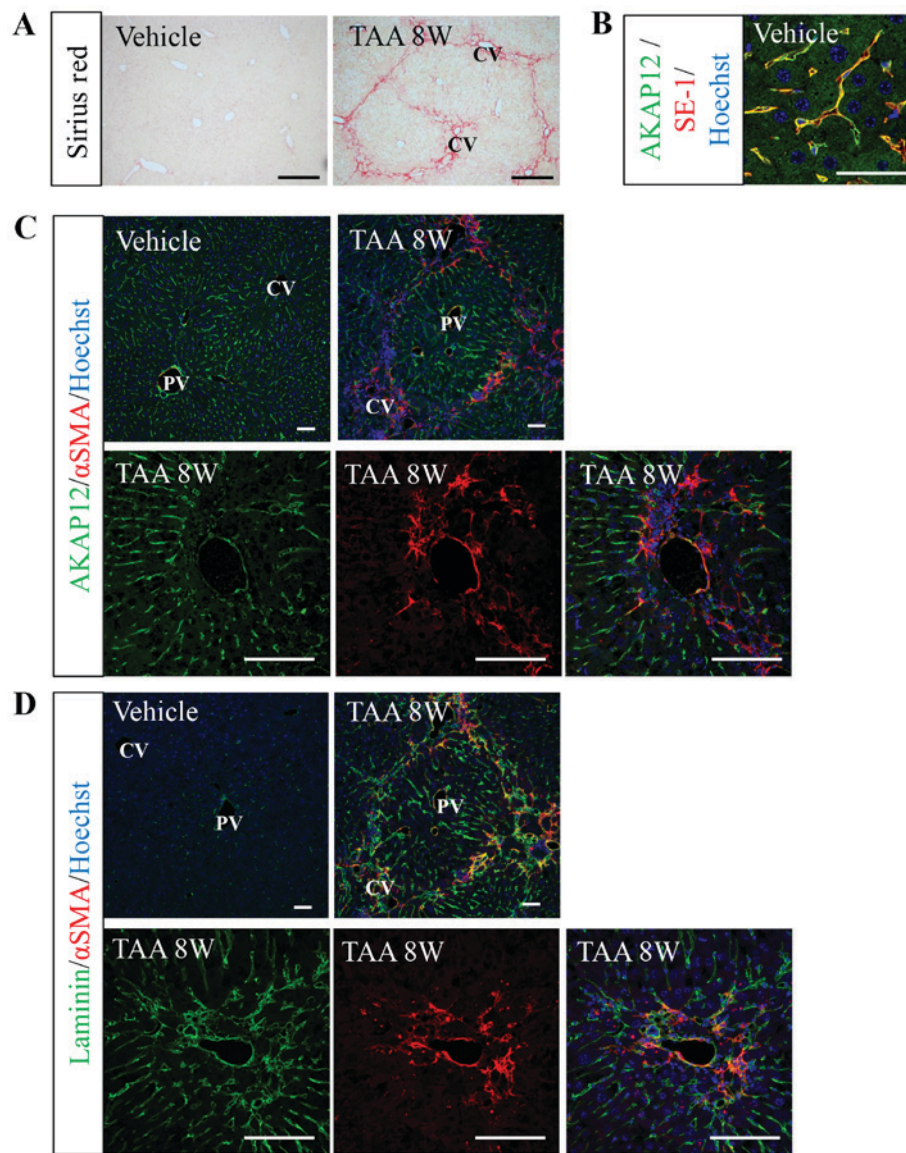 A
Sirius red
Vehicle
TAA 8W
CV
CV
B
AKAP12/
SE-1/
Hoechst
Vehicle
C
AKAP12/αSMA/Hoechst
Vehicle
CV
PV
TAA 8W
PV
CV
TAA 8W
TAA 8W
TAA 8W
D
Laminin/αSMA/Hoechst
Vehicle
CV
PV
TAA 8W
PV
CV
TAA 8W
TAA 8W
TAA 8W